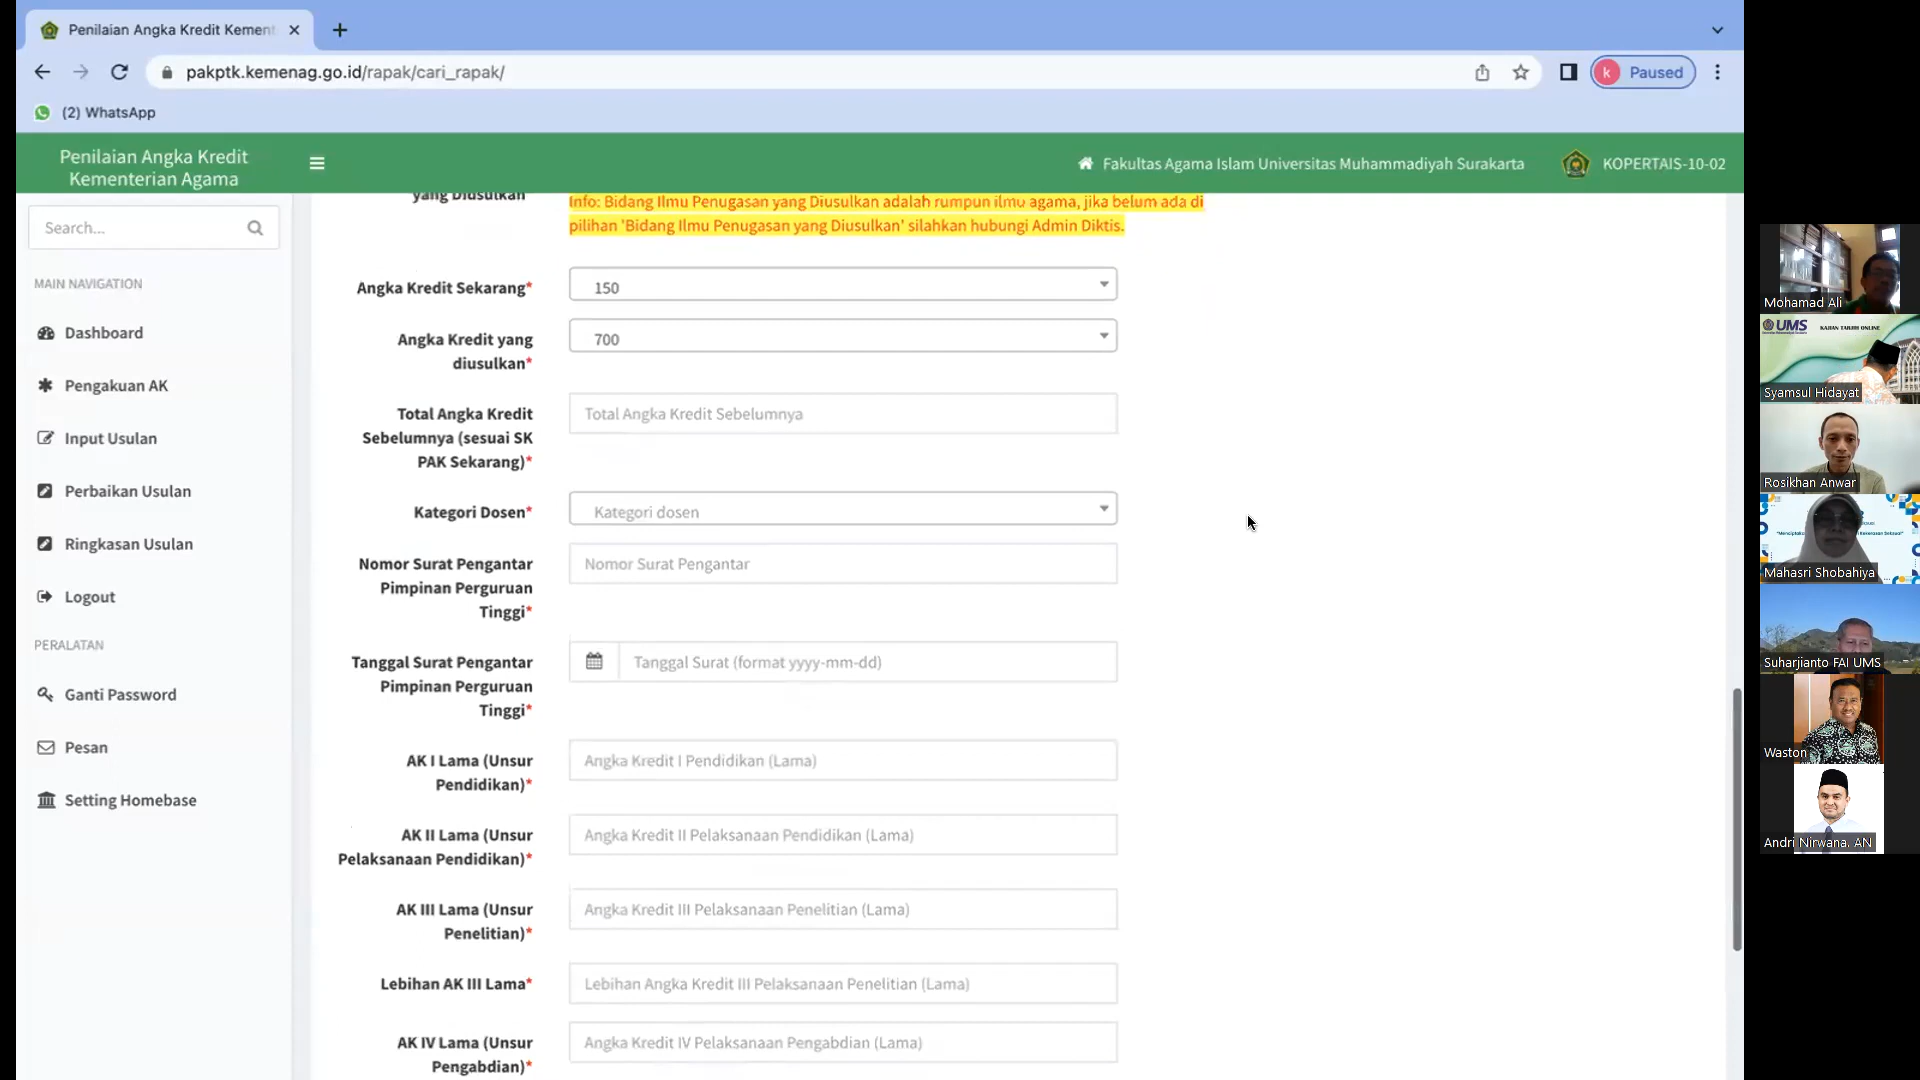 Penilaian Angka Kredit Kement
pakptk.kemenag.go.id/rapak/cari_rapak/
k Paused
(2) WhatsApp
Penilaian Angka Kredit
Kementerian Agama
Fakultas Agama Islam Universitas Muhammadiyah Surakarta
KOPERTAIS-10-02
Search...
MAIN NAVIGATION
Dashboard
Pengakuan AK
Input Usulan
Perbaikan Usulan
Ringkasan Usulan
Logout
PERALATAN
Ganti Password
Pesan
Setting Homebase
yang Diusulkan
Info: Bidang Ilmu Penugasan yang Diusulkan adalah rumpun ilmu agama, jika belum ada di
pilihan 'Bidang Ilmu Penugasan yang Diusulkan' silahkan hubungi Admin Diktis.
Angka Kredit Sekarang*
150
Angka Kredit yang
diusulkan*
700
Total Angka Kredit
Sebelumnya (sesuai SK
PAK Sekarang)*
Total Angka Kredit Sebelumnya
Kategori Dosen*
Kategori dosen
Nomor Surat Pengantar
Pimpinan Perguruan
Tinggi*
Nomor Surat Pengantar
Tanggal Surat Pengantar
Pimpinan Perguruan
Tinggi*
Tanggal Surat (format yyyy-mm-dd)
AK I Lama (Unsur
Pendidikan)*
Angka Kredit I Pendidikan (Lama)
AK II Lama (Unsur
Pelaksanaan Pendidikan)*
Angka Kredit II Pelaksanaan Pendidikan (Lama)
AK III Lama (Unsur
Penelitian)*
Angka Kredit III Pelaksanaan Penelitian (Lama)
Lebihan AK III Lama*
Lebihan Angka Kredit III Pelaksanaan Penelitian (Lama)
AK IV Lama (Unsur
Pengabdian)*
Angka Kredit IV Pelaksanaan Pengabdian (Lama)
Mohamad Ali
UMS
KAJIAN TARJIH ONLINE
Syamsul Hidayat
Rosikhan Anwar
Kekerasan Seksual"
Mahasri Shobahiya
Suharjianto FAI UMS
Waston
Andri Nirwana. AN